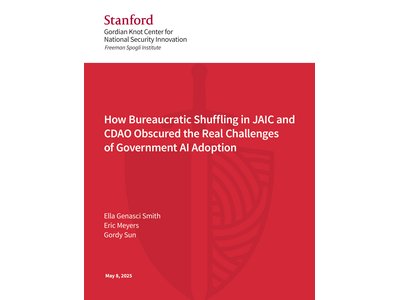 Stanford
Gordian Knot Center for
National Security Innovation
Freeman Spogli Institute
How Bureaucratic Shuffling in JAIC and
CDAO Obscured the Real Challenges
of Government AI Adoption
Ella Genasci Smith
Eric Meyers
Gordy Sun
May 8, 2025